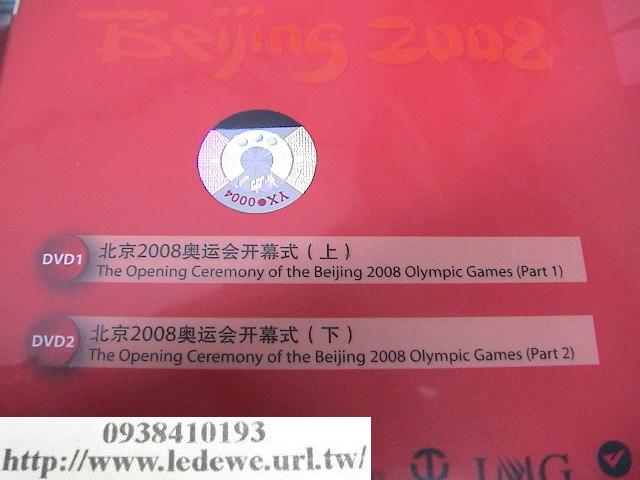 Beijing 2008
YX●0004
DVD1
北京2008奥运会开幕式（上）
The Opening Ceremony of the Beijing 2008 Olympic Games (Part 1)
DVD2
北京2008奥运会开幕式（下）
The Opening Ceremony of the Beijing 2008 Olympic Games (Part 2)
0938410193
http://www.ledewe.url.tw/
IMG